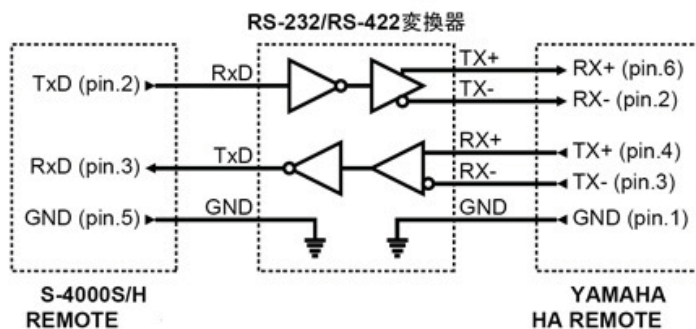 RS-232/RS-422変換器
TxD (pin.2)
RxD
TX+
RX+ (pin.6)
TX-
RX- (pin.2)
RxD (pin.3)
TxD
RX+
TX+ (pin.4)
RX-
TX- (pin.3)
GND (pin.5)
GND
GND
GND (pin.1)
S-4000S/H
REMOTE
YAMAHA
HA REMOTE